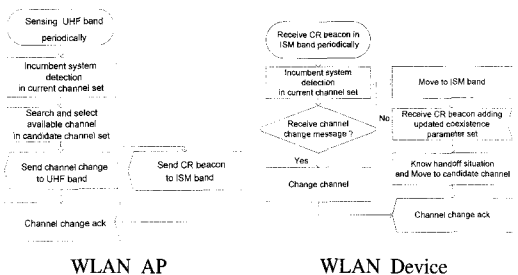 Sensing UHF band
periodically
Incumbent system
detection
in current channel set
Search and select
available channel
in candidate channel set
Send channel change
to UHF band
Send CR beacon
to ISM band
Channel change ack
WLAN AP
Receive CR beacon in
ISM band periodically
Incumbent system
detection
in current channel set
Receive channel
change message ?
No
Yes
Change channel
Move to ISM band
Receive CR beacon adding
updated coexistence
parameter set
Know handoff situation
and Move to candidate channel
Channel change ack
WLAN Device